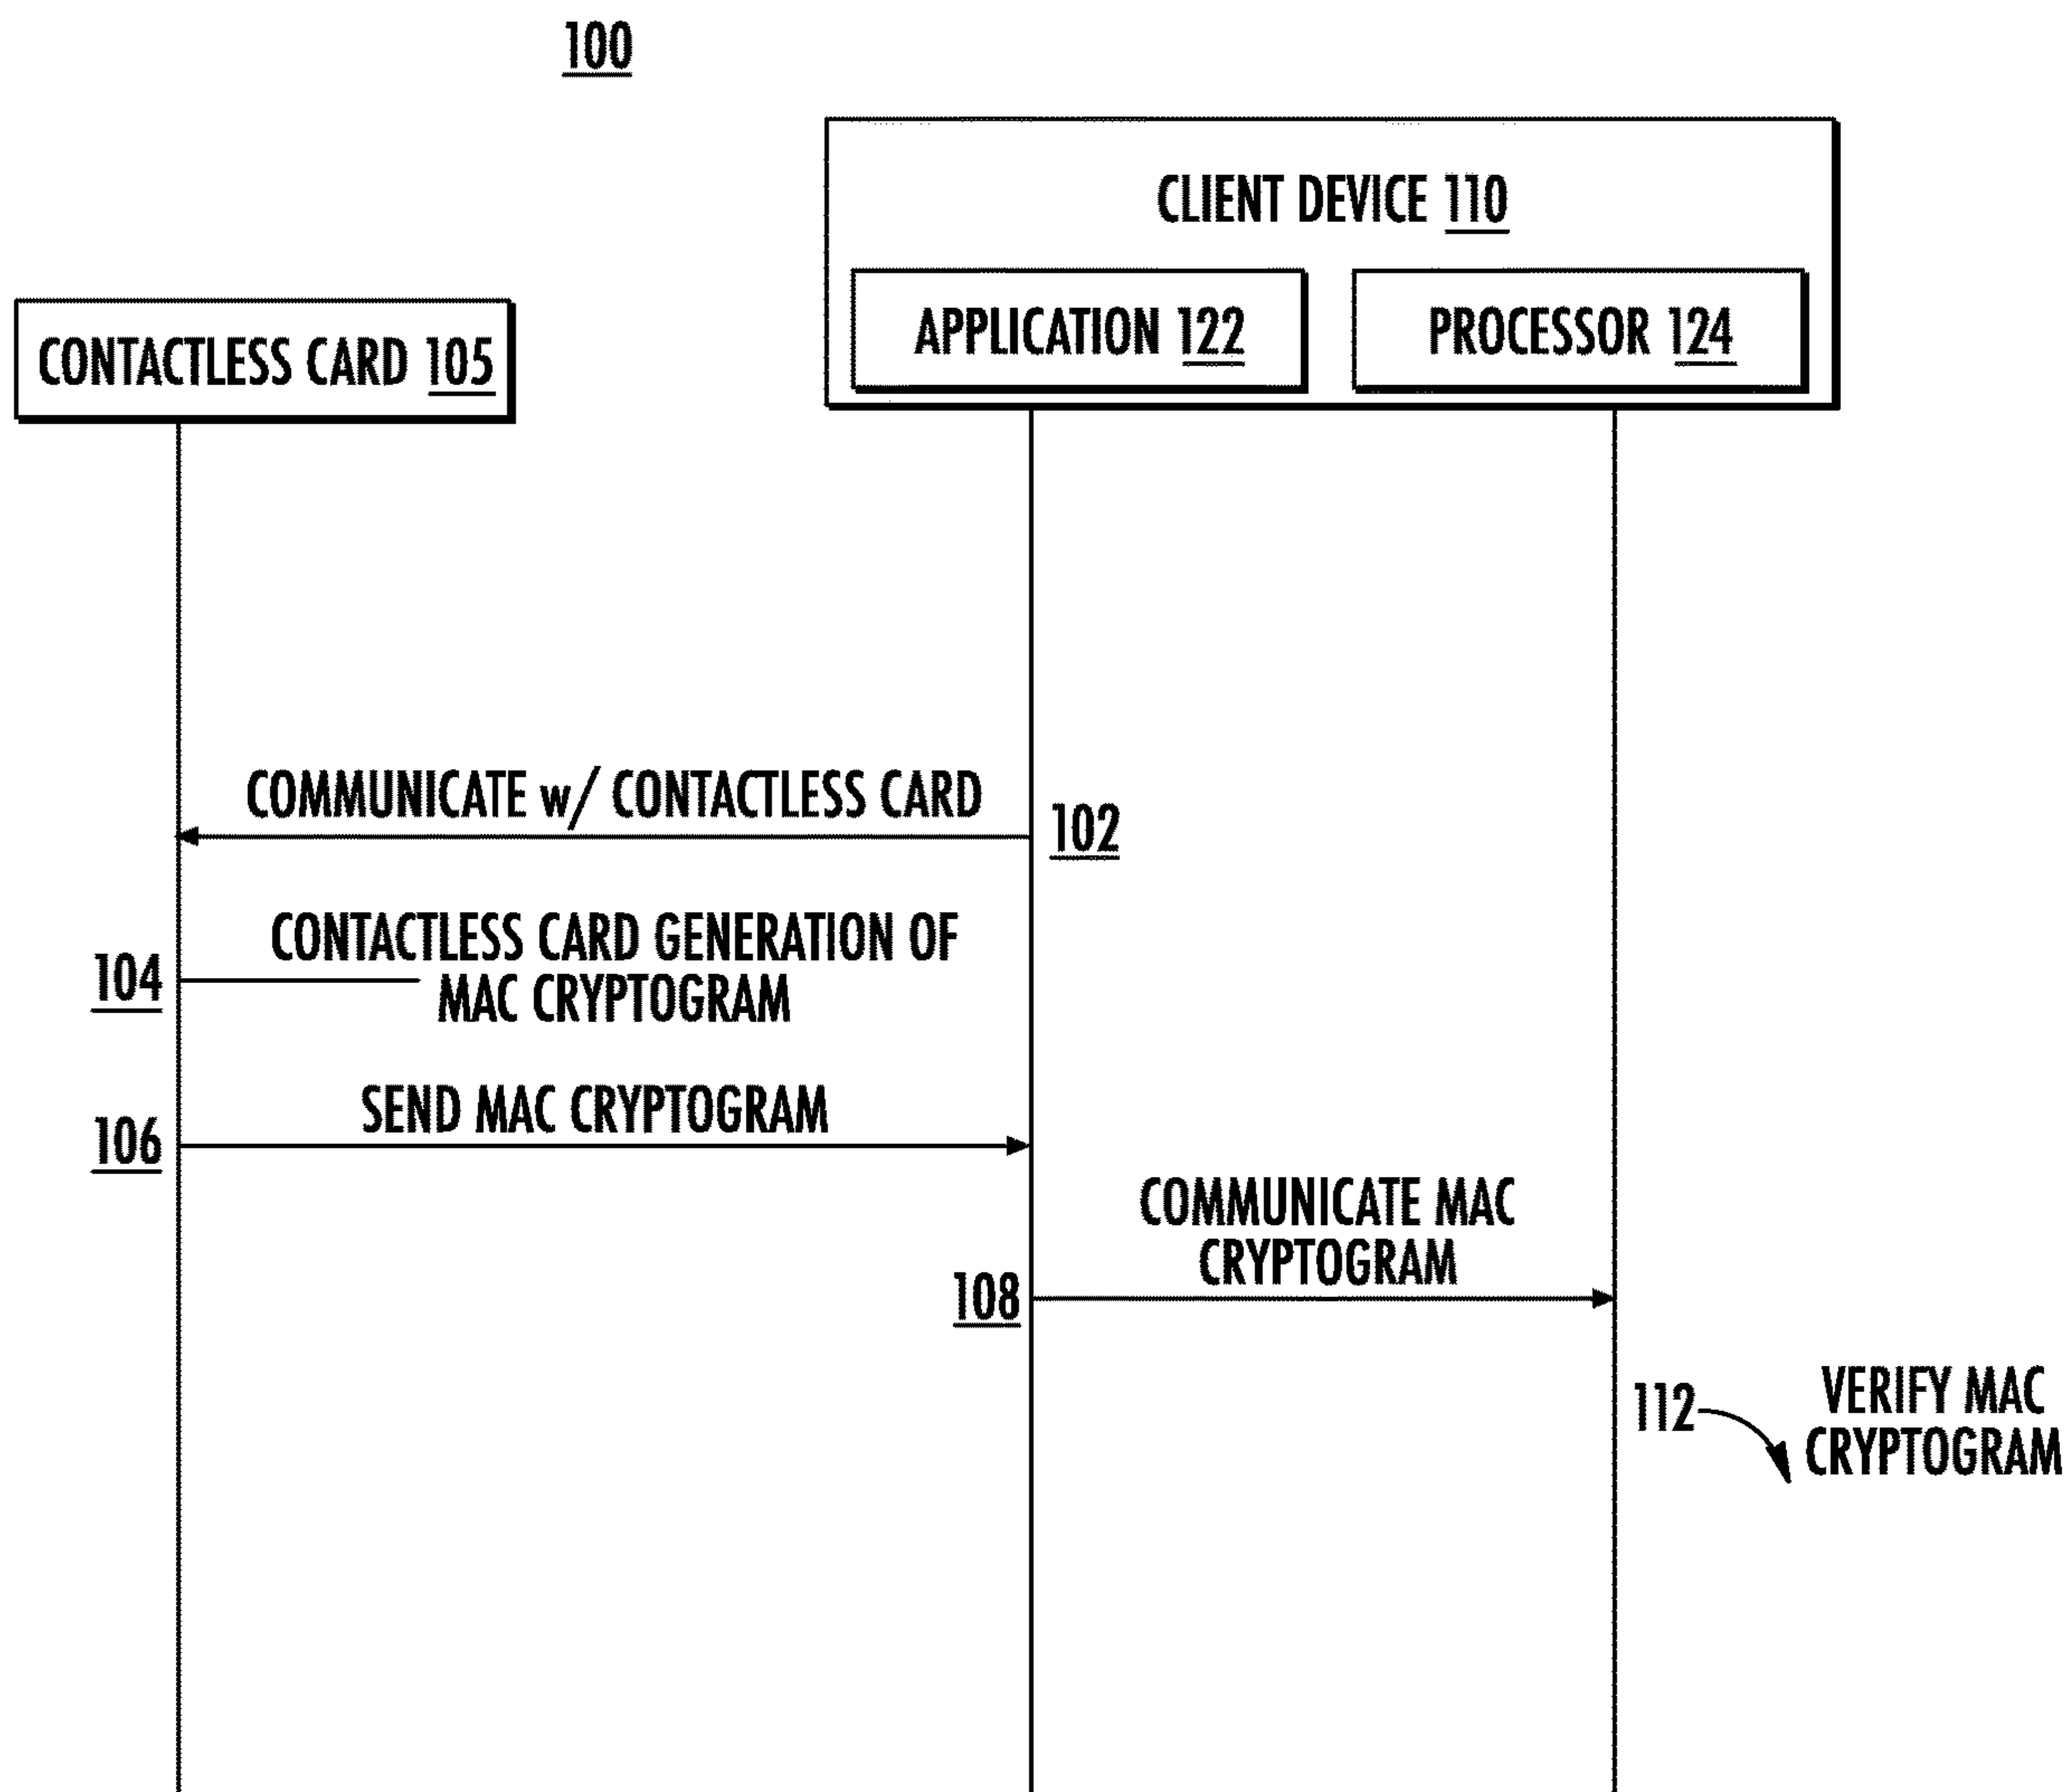 100
CLIENT DEVICE 110
APPLICATION 122
PROCESSOR 124
CONTACTLESS CARD 105
COMMUNICATE w/ CONTACTLESS CARD
102
CONTACTLESS CARD GENERATION OF
MAC CRYPTOGRAM
104
SEND MAC CRYPTOGRAM
106
COMMUNICATE MAC
CRYPTOGRAM
108
112
VERIFY MAC
CRYPTOGRAM